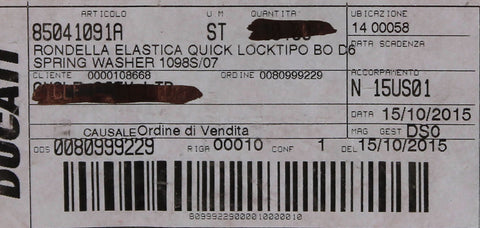 DUCATI
ARTICOLO U M QUANTITA UBICAZIONE
85041091A ST 14 00058
RONDELLA ELASTICA QUICK LOCKTIPO BO D6 DATA SCADENZA
SPRING WASHER 1098S/07
CLIENTE 0000108668 ORDINE 0080999229 ACCORPAMENTO
N 15US01
DATA 15/10/2015
CAUSALE Ordine di Vendita MAG GEST DS0
ODS 0080999229 RIGA 00010 CONF 1 DEL 15/10/2015
80999229000010000010